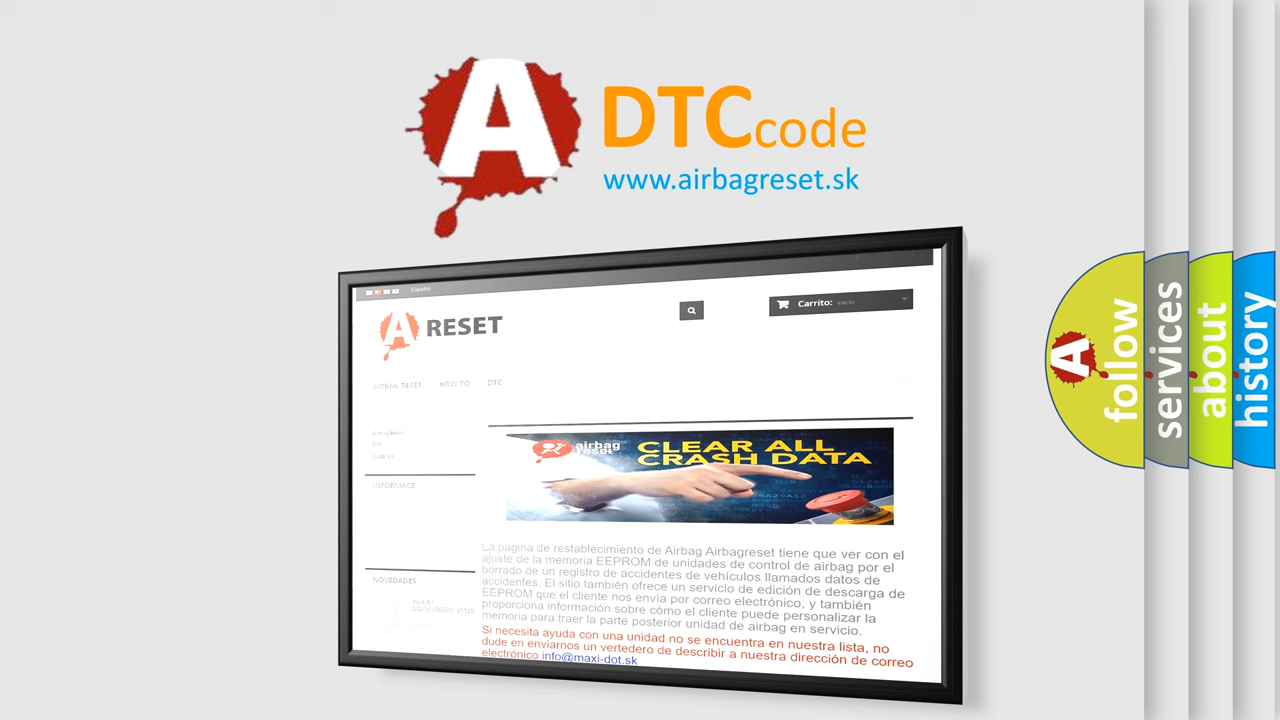 A
DTCcode
www.airbagreset.sk
Español
A RESET
Carrito: vacío
AIRBAG RESET HOW TO DTC
Airbag Reset
DTC
INFORMACE
NOVEDADES
airbag
reset
CLEAR ALL
CRASH DATA
La página de restablecimiento de Airbag Airbagreset tiene que ver con el
ajuste de la memoria EEPROM de unidades de control de airbag por el
borrado de un registro de accidentes de vehículos llamados datos de
accidentes. El sitio también ofrece un servicio de edición de descarga de
EEPROM que el cliente nos envía por correo electrónico, y también
proporciona información sobre cómo el cliente puede personalizar la
memoria para traer la parte posterior unidad de airbag en servicio.
Si necesita ayuda con una unidad no se encuentra en nuestra lista, no
dude en enviarnos un vertedero de describir a nuestra dirección de correo
electrónico info@maxi-dot.sk
A
follow
services
about
history